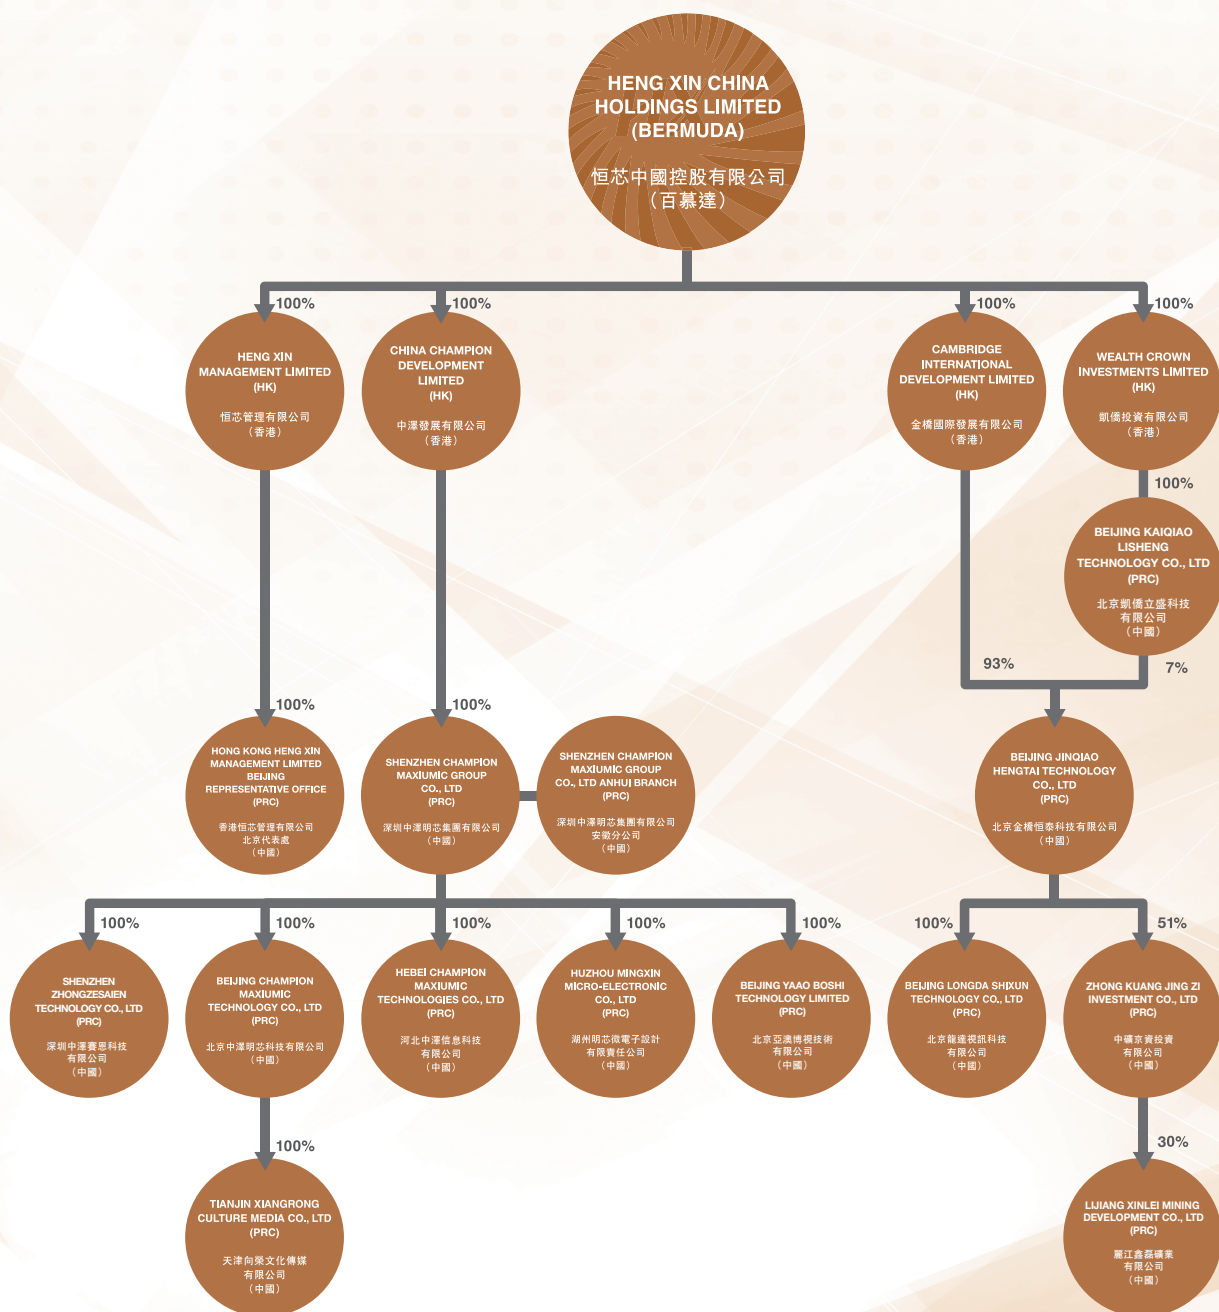 HENG XIN CHINA
HOLDINGS LIMITED
(BERMUDA)
恒芯中國控股有限公司
（百慕達）
100%
100%
100%
100%
HENG XIN
MANAGEMENT LIMITED
(HK)
恒芯管理有限公司
（香港）
CHINA CHAMPION
DEVELOPMENT
LIMITED
(HK)
中澤發展有限公司
（香港）
CAMBRIDGE
INTERNATIONAL
DEVELOPMENT LIMITED
(HK)
金橋國際發展有限公司
（香港）
WEALTH CROWN
INVESTMENTS LIMITED
(HK)
凱僑投資有限公司
（香港）
100%
BEIJING KAIQIAO
LISHENG
TECHNOLOGY CO., LTD
(PRC)
北京凱僑立盛科技
有限公司
（中國）
93%
7%
100%
100%
HONG KONG HENG XIN
MANAGEMENT LIMITED
BEIJING
REPRESENTATIVE OFFICE
(PRC)
香港恒芯管理有限公司
北京代表處
（中國）
SHENZHEN CHAMPION
MAXIUMIC GROUP
CO., LTD
(PRC)
深圳中澤明芯集團有限公司
（中國）
SHENZHEN CHAMPION
MAXIUMIC GROUP
CO., LTD ANHUI BRANCH
(PRC)
深圳中澤明芯集團有限公司
安徽分公司
（中國）
BEIJING JINQIAO
HENGTAI TECHNOLOGY
CO., LTD
(PRC)
北京金橋恒泰科技有限公司
（中國）
100%
100%
100%
100%
100%
100%
51%
SHENZHEN
ZHONGZESAIEN
TECHNOLOGY CO., LTD
(PRC)
深圳中澤賽恩科技
有限公司
（中國）
BEIJING CHAMPION
MAXIUMIC
TECHNOLOGY CO., LTD
(PRC)
北京中澤明芯科技有限公司
（中國）
HEBEI CHAMPION
MAXIUMIC
TECHNOLOGIES CO., LTD
(PRC)
河北中澤信息科技
有限公司
（中國）
HUZHOU MINGXIN
MICRO-ELECTRONIC
CO., LTD
(PRC)
湖州明芯微電子設計
有限責任公司
（中國）
BEIJING YAAO BOSHI
TECHNOLOGY LIMITED
(PRC)
北京亞澳博視技術
有限公司
（中國）
BEIJING LONGDA SHIXUN
TECHNOLOGY CO., LTD
(PRC)
北京龍達視訊科技
有限公司
（中國）
ZHONG KUANG JING ZI
INVESTMENT CO., LTD
(PRC)
中礦京資投資
有限公司
（中國）
100%
30%
TIANJIN XIANGRONG
CULTURE MEDIA CO., LTD
(PRC)
天津向榮文化傳媒
有限公司
（中國）
LIJIANG XINLEI MINING
DEVELOPMENT CO., LTD
(PRC)
麗江鑫磊礦業
有限公司
（中國）